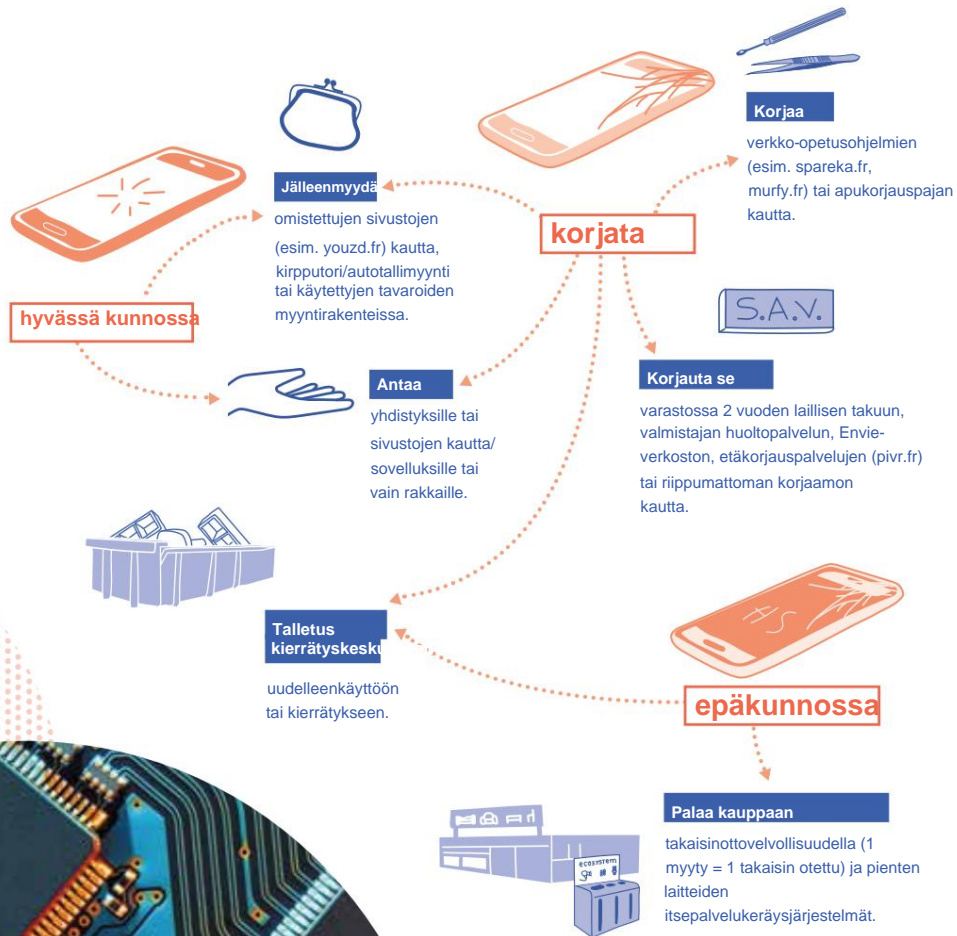 Korjaa
verkko-opetusohjelmien
(esim. spareka.fr,
murfy.fr) tai apukorjauspajan
kautta.
Jälleenmyydä
omistettujen sivustojen
(esim. youzd.fr) kautta,
kirpputori/autotallimyynti
tai käytettyjen tavaroiden
myyntirakenteissa.
korjata
hyvässä kunnossa
S.A.V.
Antaa
yhdistyksille tai
sivustojen kautta/
sovelluksille tai
vain rakkaille.
Korjauta se
varastossa 2 vuoden laillisen takuun,
valmistajan huoltopalvelun, Envie-
verkoston, etäkorjauspalvelujen (pivr.fr)
tai riippumattoman korjaamon
kautta.
Talletus
kierrätyskesku
uudelleenkäyttöön
tai kierrätykseen.
HS
epäkunnossa
Palaa kauppaan
takaisinottovelvollisuudella (1
myyty = 1 takaisin otettu) ja pienten
laitteiden
itsepalvelukeräysjärjestelmät.
ecosystem